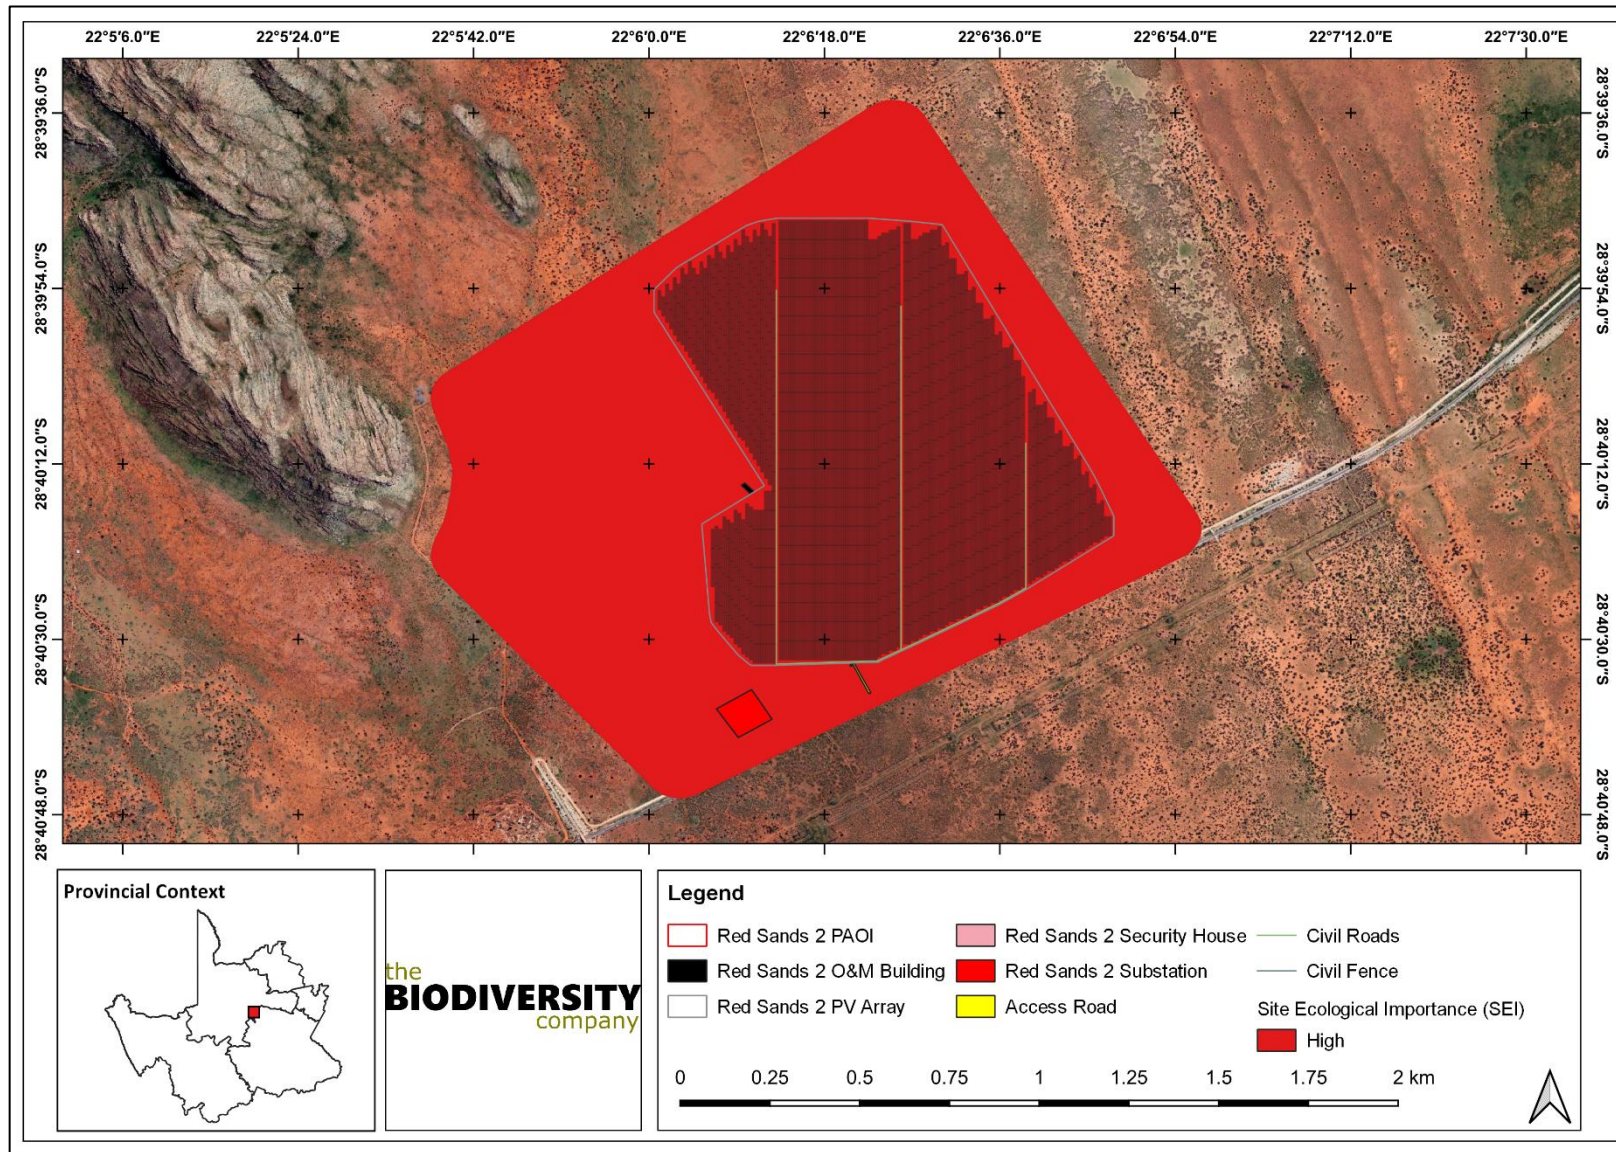 22°5'6.0"E 22°5'24.0"E 22°5'42.0"E 22°6'0.0"E 22°6'18.0"E 22°6'36.0"E 22°6'54.0"E 22°7'12.0"E 22°7'30.0"E
28°39'36.0"S 28°39'36.0"S
28°39'54.0"S 28°39'54.0"S
28°40'12.0"S 28°40'12.0"S
28°40'30.0"S 28°40'30.0"S
28°40'48.0"S 28°40'48.0"S
Provincial Context
the
BIODIVERSITY
company
Legend
Red Sands 2 PAOI
Red Sands 2 O&M Building
Red Sands 2 PV Array
Red Sands 2 Security House
Red Sands 2 Substation
Access Road
Civil Roads
Civil Fence
Site Ecological Importance (SEI)
High
0 0.25 0.5 0.75 1 1.25 1.5 1.75 2 km